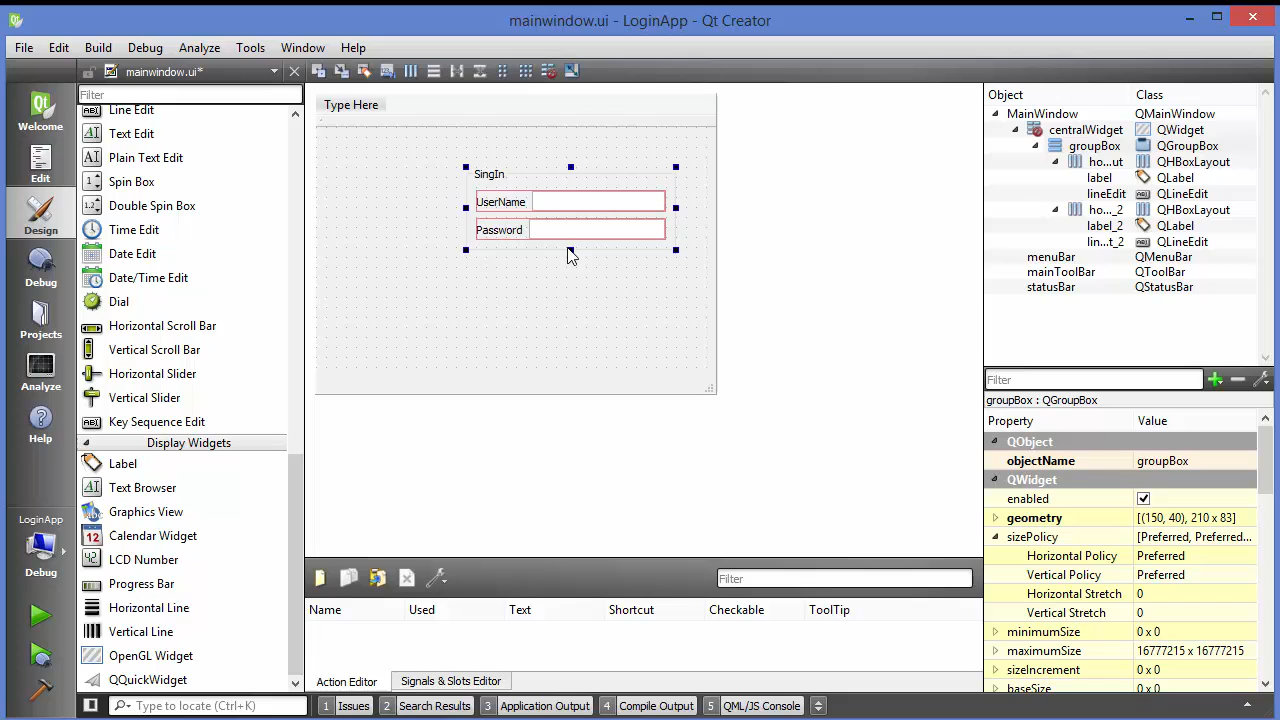 mainwindow.ui - LoginApp - Qt Creator
File Edit Build Debug Analyze Tools Window Help
mainwindow.ui*
Filter
Line Edit
Text Edit
Plain Text Edit
Spin Box
Double Spin Box
Time Edit
Date Edit
Date/Time Edit
Dial
Horizontal Scroll Bar
Vertical Scroll Bar
Horizontal Slider
Vertical Slider
Key Sequence Edit
Display Widgets
Label
Text Browser
Graphics View
Calendar Widget
LCD Number
Progress Bar
Horizontal Line
Vertical Line
OpenGL Widget
QQuickWidget
Welcome
Edit
Design
Debug
Projects
Analyze
Help
LoginApp
Debug
Type Here
SingIn
UserName
Password
Object Class
MainWindow QMainWindow
centralWidget QWidget
groupBox QGroupBox
ho...ut QHBoxLayout
label QLabel
lineEdit QLineEdit
ho..._2 QHBoxLayout
label_2 QLabel
lin...t_2 QLineEdit
menuBar QMenuBar
mainToolBar QToolBar
statusBar QStatusBar
Filter
groupBox : QGroupBox
Property Value
QObject
objectName groupBox
QWidget
enabled
geometry [(150, 40), 210 x 83]
sizePolicy [Preferred, Preferred...
Horizontal Policy Preferred
Vertical Policy Preferred
Horizontal Stretch 0
Vertical Stretch 0
minimumSize 0 x 0
maximumSize 16777215 x 16777215
sizeIncrement 0 x 0
baseSize 0 x 0
Filter
Name Used Text Shortcut Checkable ToolTip
Action Editor Signals & Slots Editor
Type to locate (Ctrl+K)
1 Issues 2 Search Results 3 Application Output 4 Compile Output 5 QML/JS Console